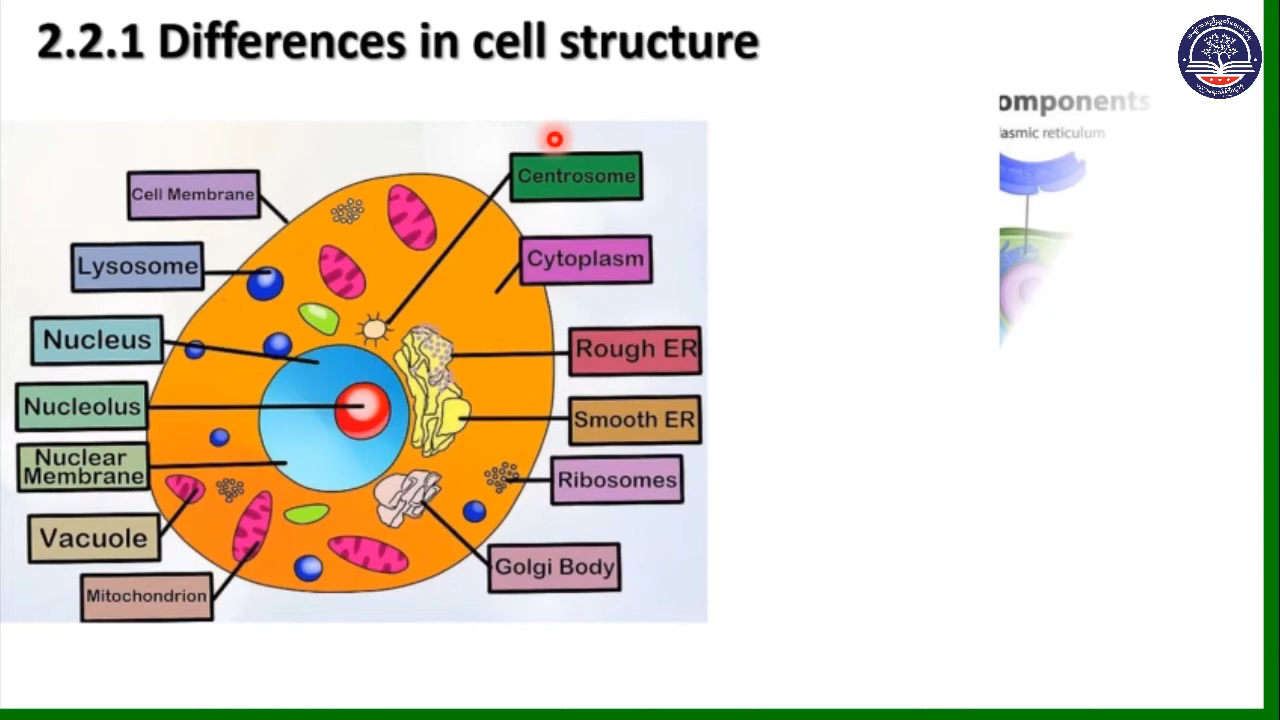 2.2.1 Differences in cell structure
omponents
lasmic reticulum
Centrosome
Cell Membrane
Cytoplasm
Lysosome
Nucleus
Rough ER
Nucleolus
Smooth ER
Nuclear
Membrane
Ribosomes
Vacuole
Golgi Body
Mitochondrion